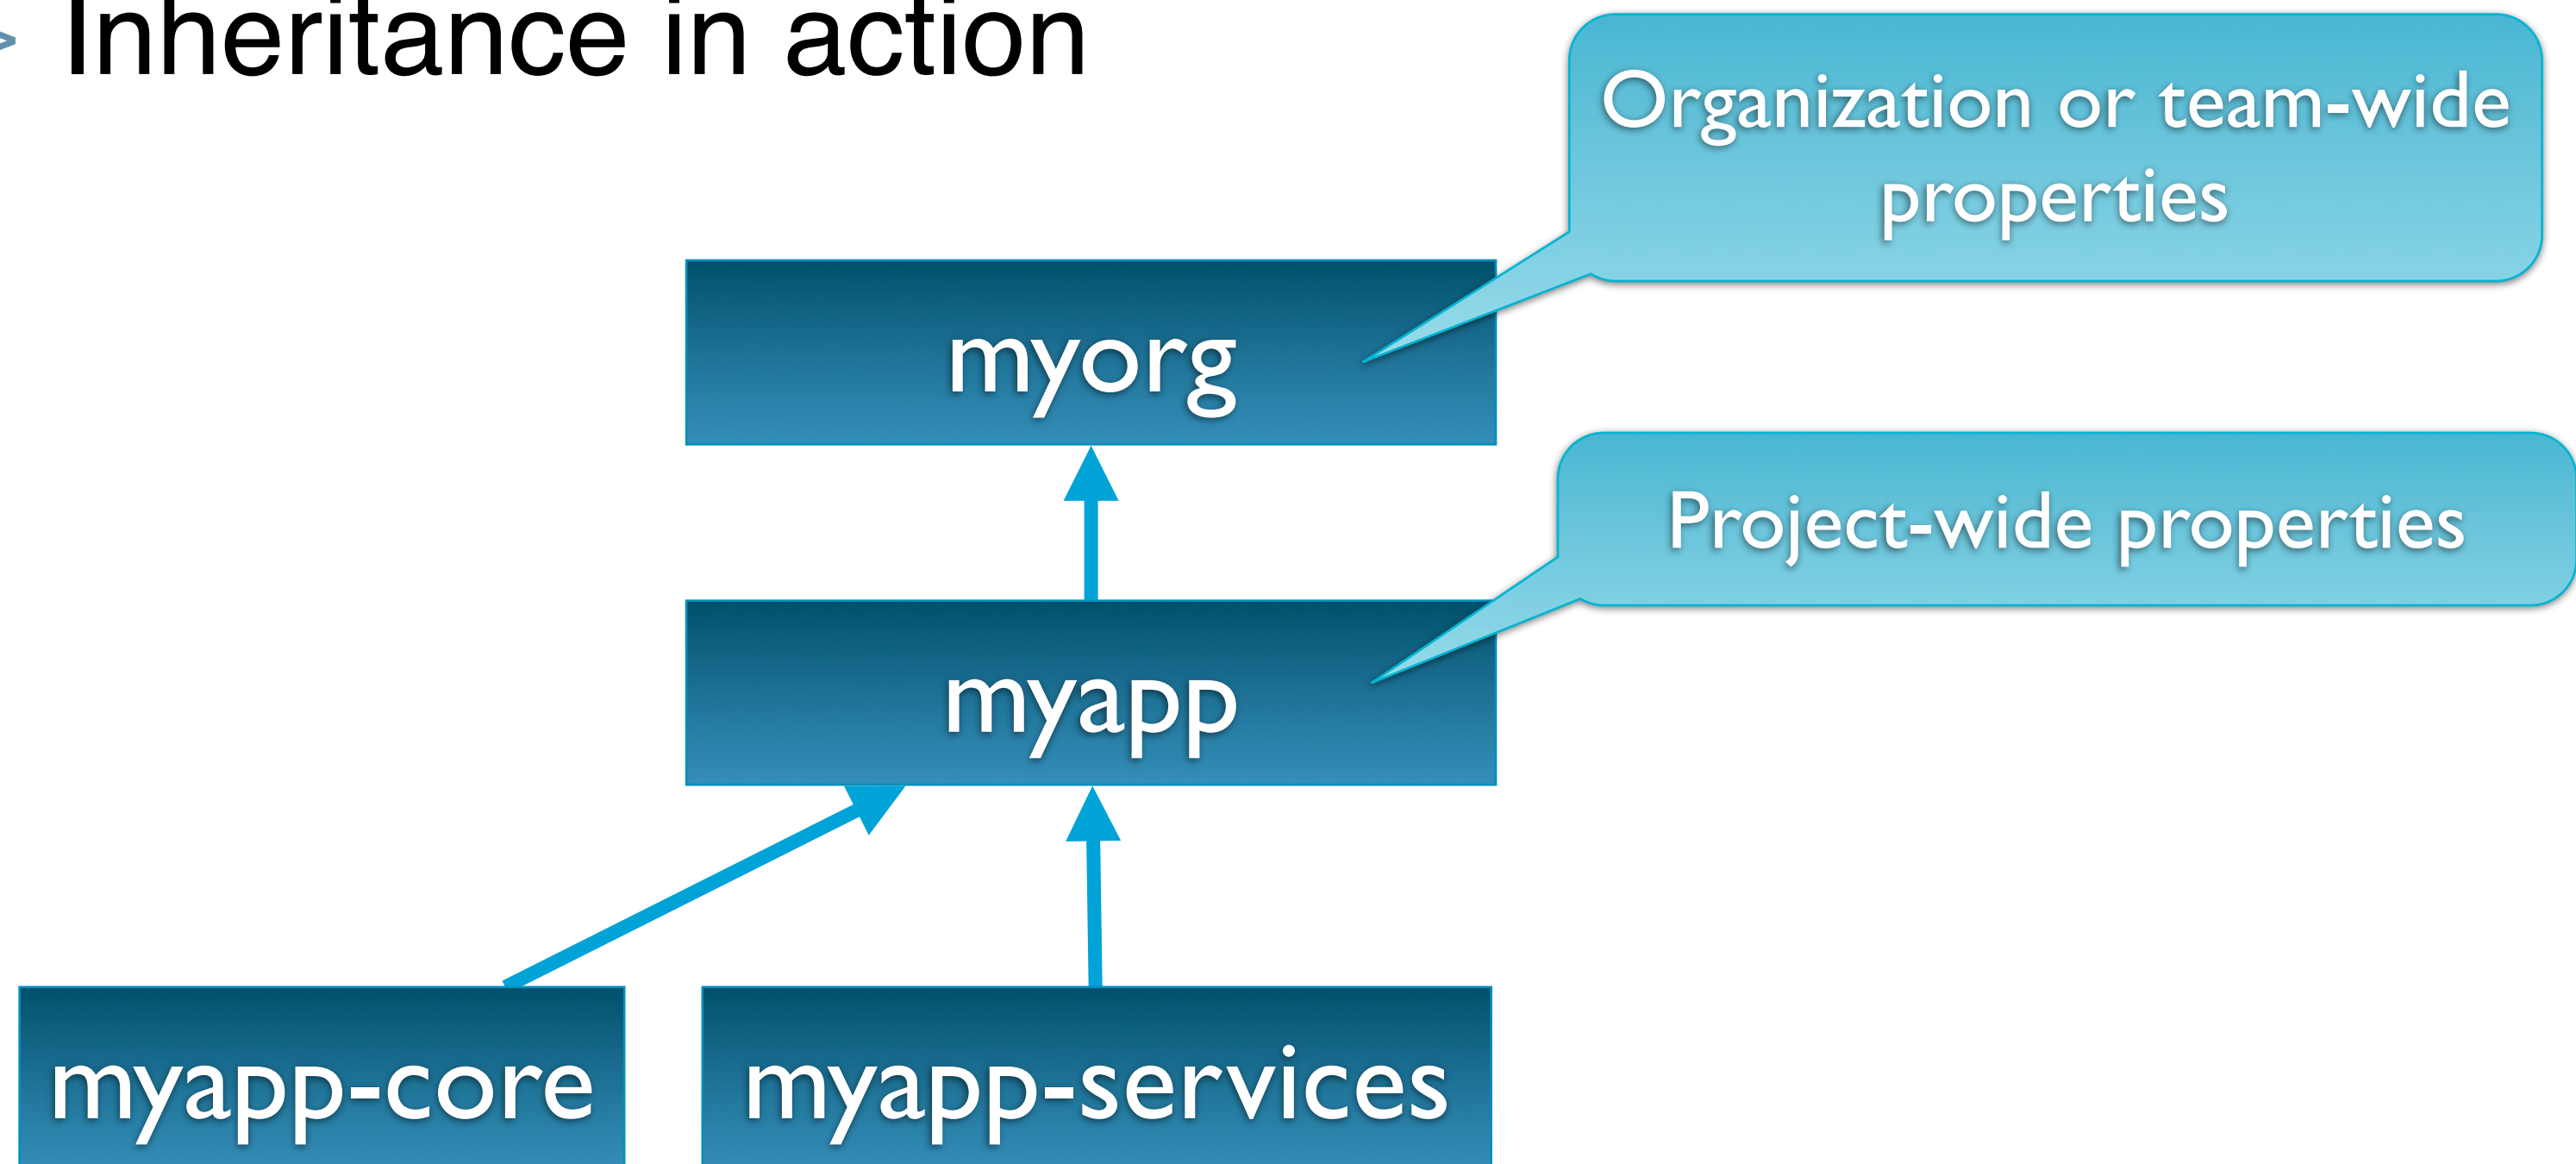 > Inheritance in action
Organization or team-wide
properties
myorg
Project-wide properties
myapp
myapp-core
myapp-services